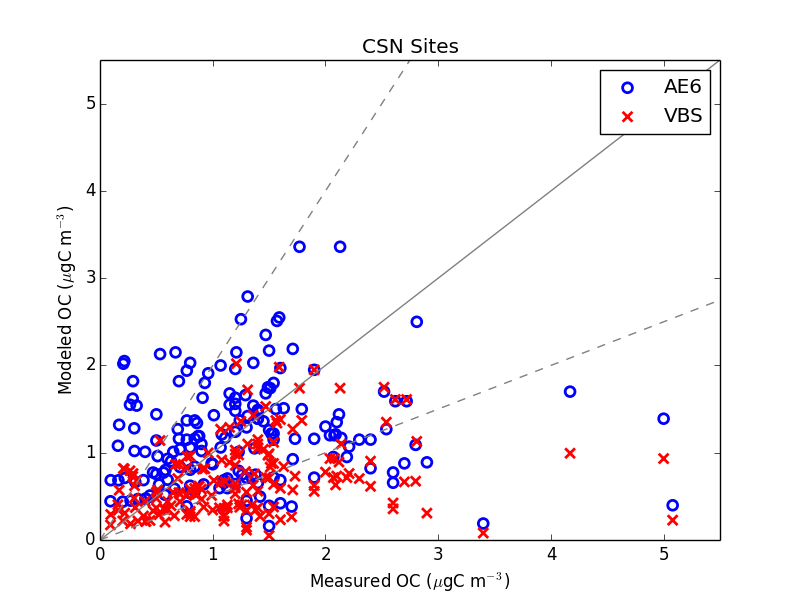 CSN Sites
AE6
VBS
5
4
3
2
1
0
Modeled OC (μgC m⁻³)
0 1 2 3 4 5
Measured OC (μgC m⁻³)